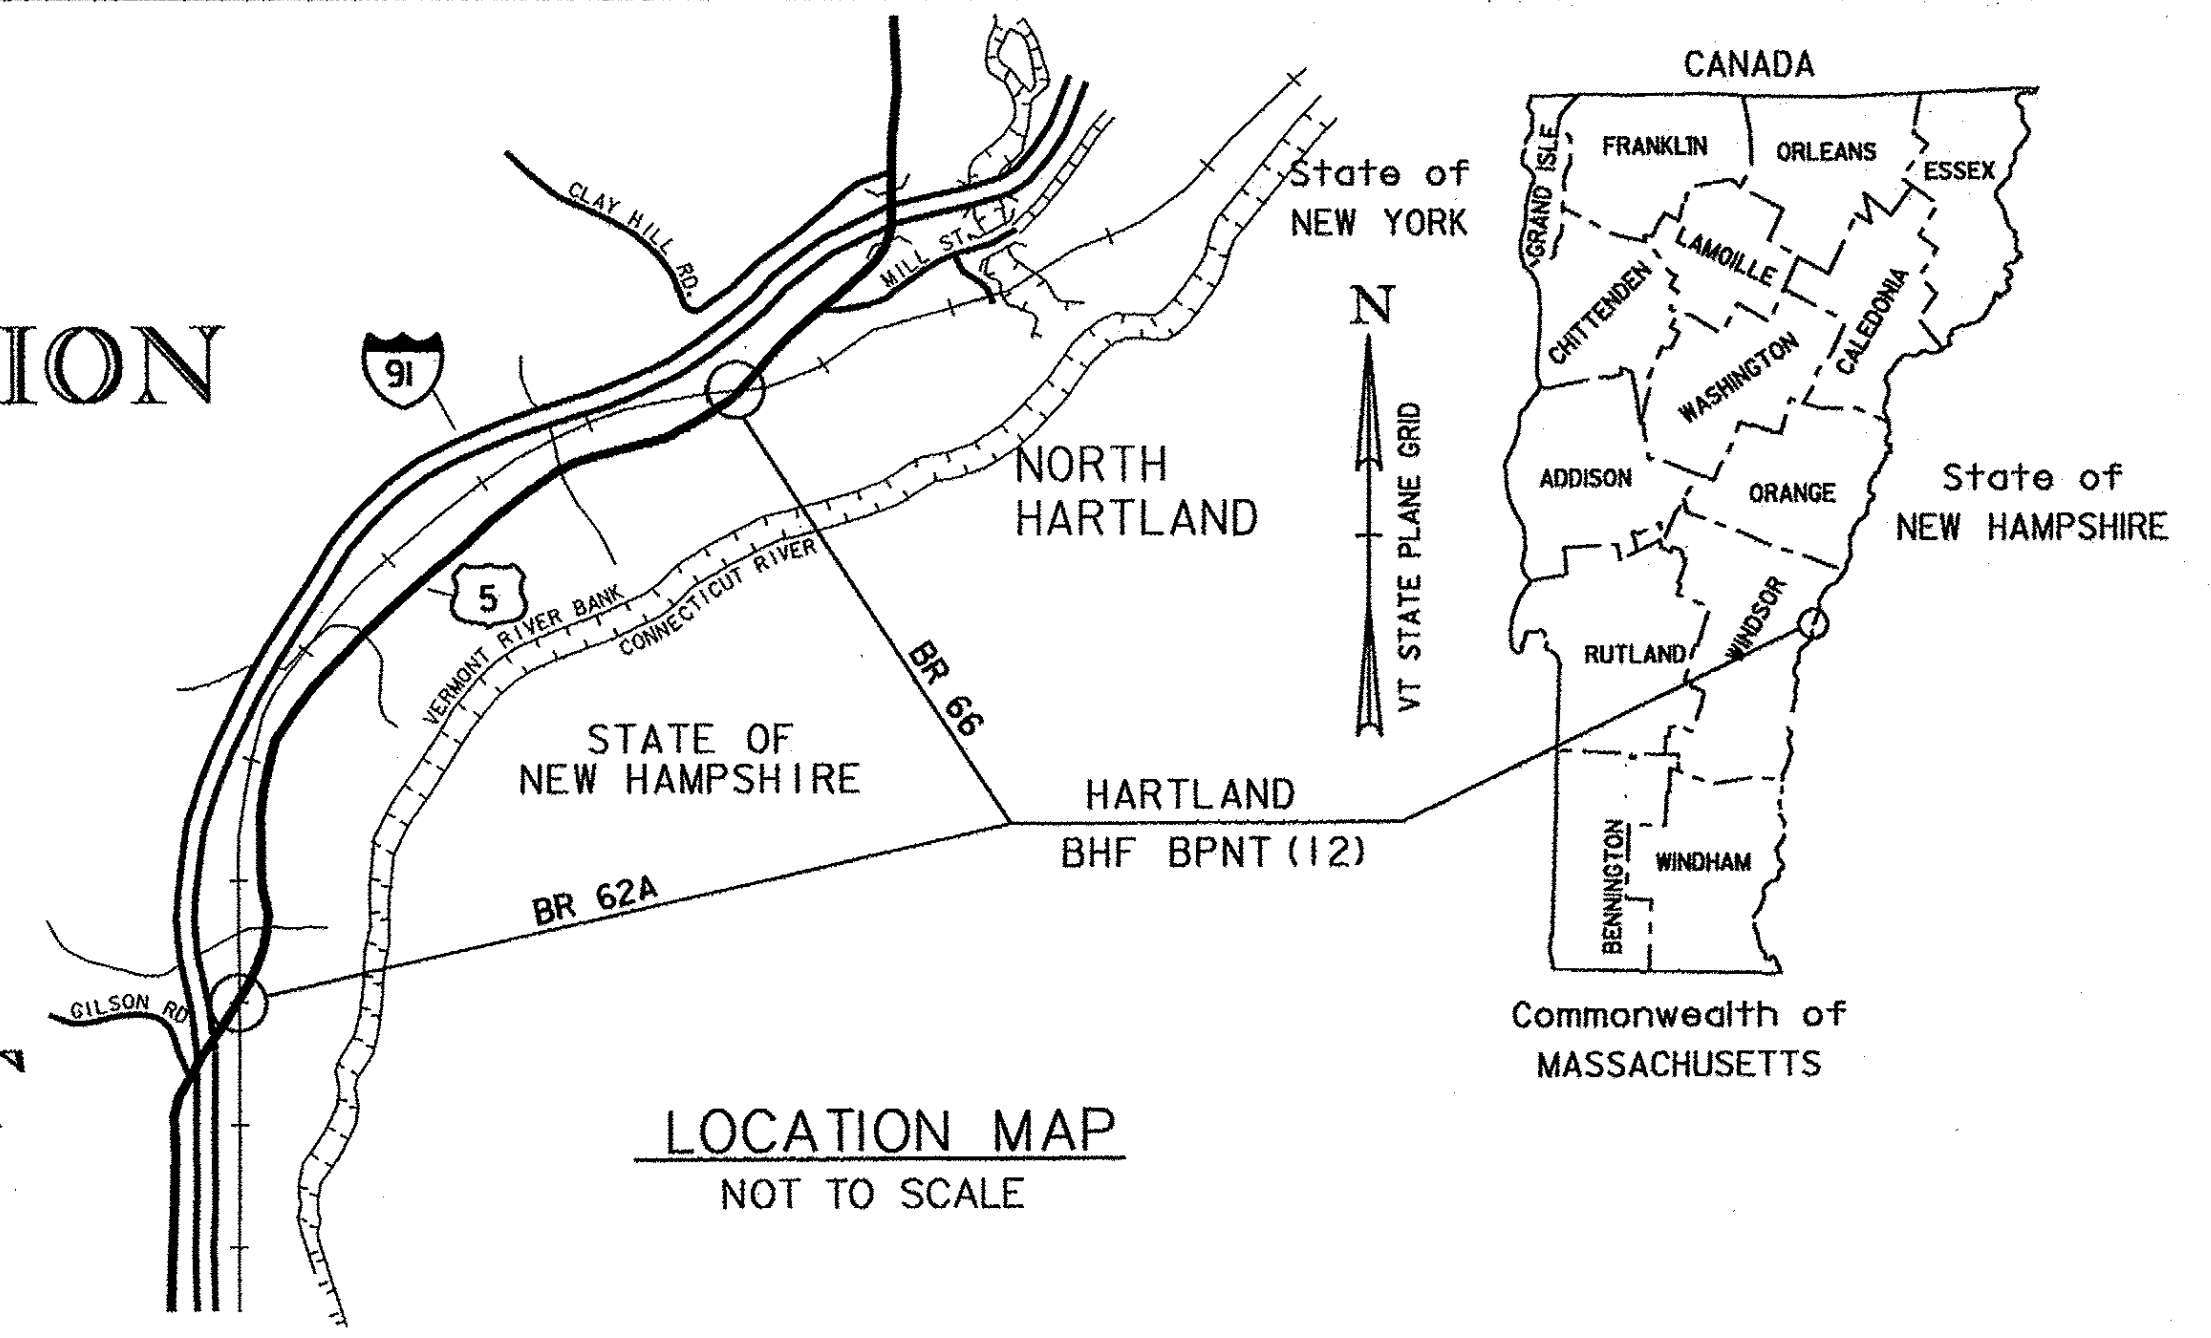 ION
91
CLAY HILL RD.
MILL ST.
5
VERMONT RIVER BANK
CONNECTICUT RIVER
NORTH
HARTLAND
STATE OF
NEW HAMPSHIRE
BR 66
BR 62A
HARTLAND
BHF BPNT (12)
GILSON RD
LOCATION MAP
NOT TO SCALE
N
VT STATE PLANE GRID
CANADA
State of
NEW YORK
GRAND ISLE
FRANKLIN
ORLEANS
ESSEX
LAMOILLE
CHITTENDEN
CALEDONIA
WASHINGTON
ADDISON
ORANGE
State of
NEW HAMPSHIRE
WINDSOR
RUTLAND
BENNINGTON
WINDHAM
Commonwealth of
MASSACHUSETTS